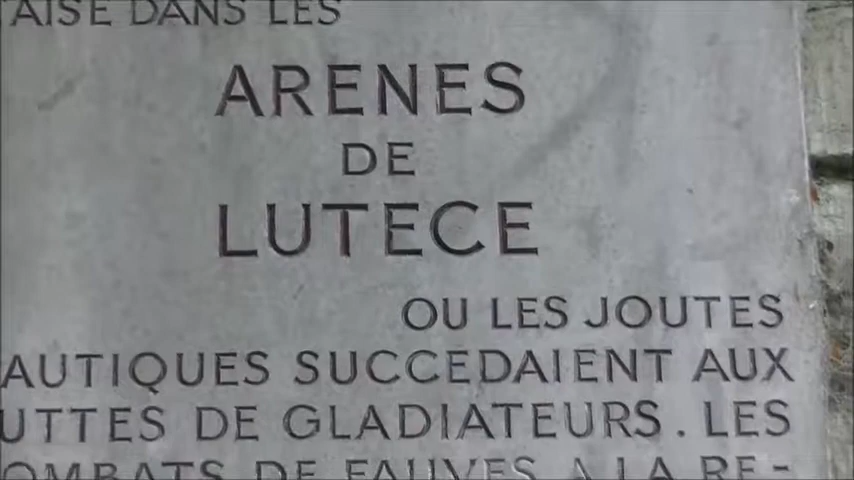 TAISE DANS LES
ARENES
DE
LUTECE
OU LES JOUTES
AUTIQUES SUCCEDAIENT AUX
UTTES DE GLADIATEURS. LES
OMBATS DE FAUVES A LA RE-